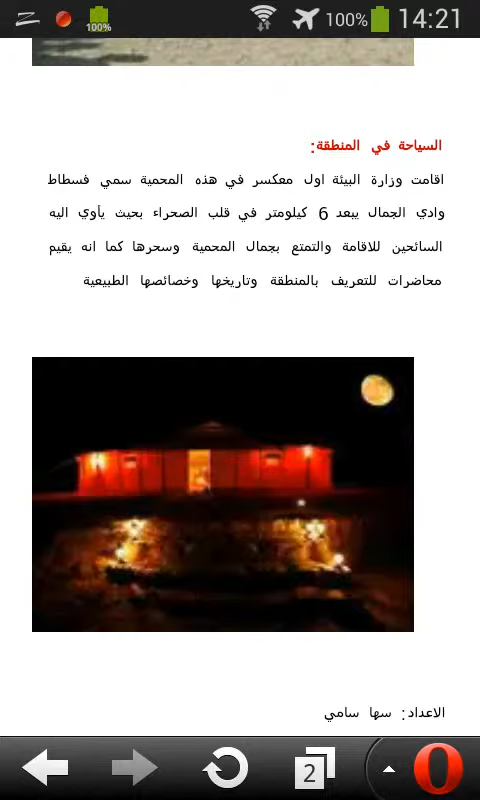 100%
100%
14:21
السياحة في المنطقة:
اقامت وزارة البيئة اول معكسر في هذه المحمية سمي فسطاط
وادي الجمال يبعد 6 كيلومتر في قلب الصحراء بحيث يأوي اليه
السائحين للاقامة والتمتع بجمال المحمية وسحرها كما انه يقيم
محاضرات للتعريف بالمنطقة وتاريخها وخصائصها الطبيعية
الاعداد: سها سامي
2